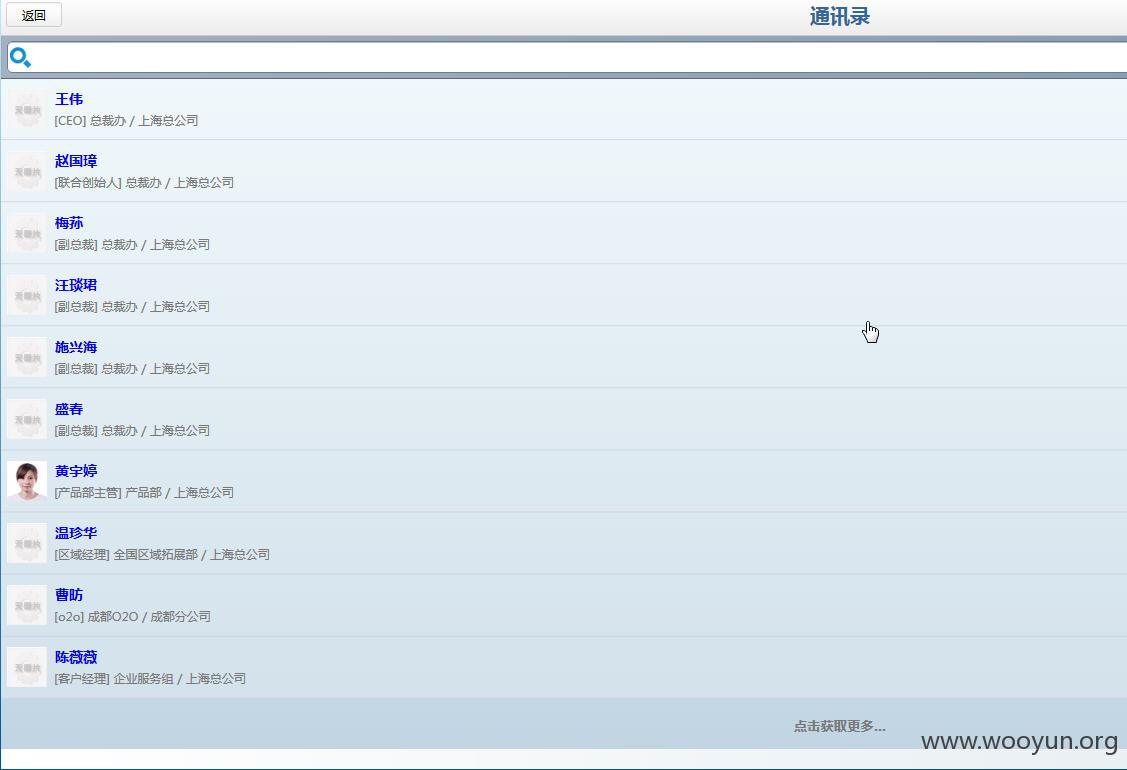 返回
通讯录
王伟
[CEO] 总裁办 / 上海总公司
赵国璋
[联合创始人] 总裁办 / 上海总公司
梅荪
[副总裁] 总裁办 / 上海总公司
汪琰珺
[副总裁] 总裁办 / 上海总公司
施兴海
[副总裁] 总裁办 / 上海总公司
盛春
[副总裁] 总裁办 / 上海总公司
黄宇婷
[产品部主管] 产品部 / 上海总公司
温珍华
[区域经理] 全国区域拓展部 / 上海总公司
曹防
[o2o] 成都O2O / 成都分公司
陈薇薇
[客户经理] 企业服务组 / 上海总公司
点击获取更多...
www.wooyun.org